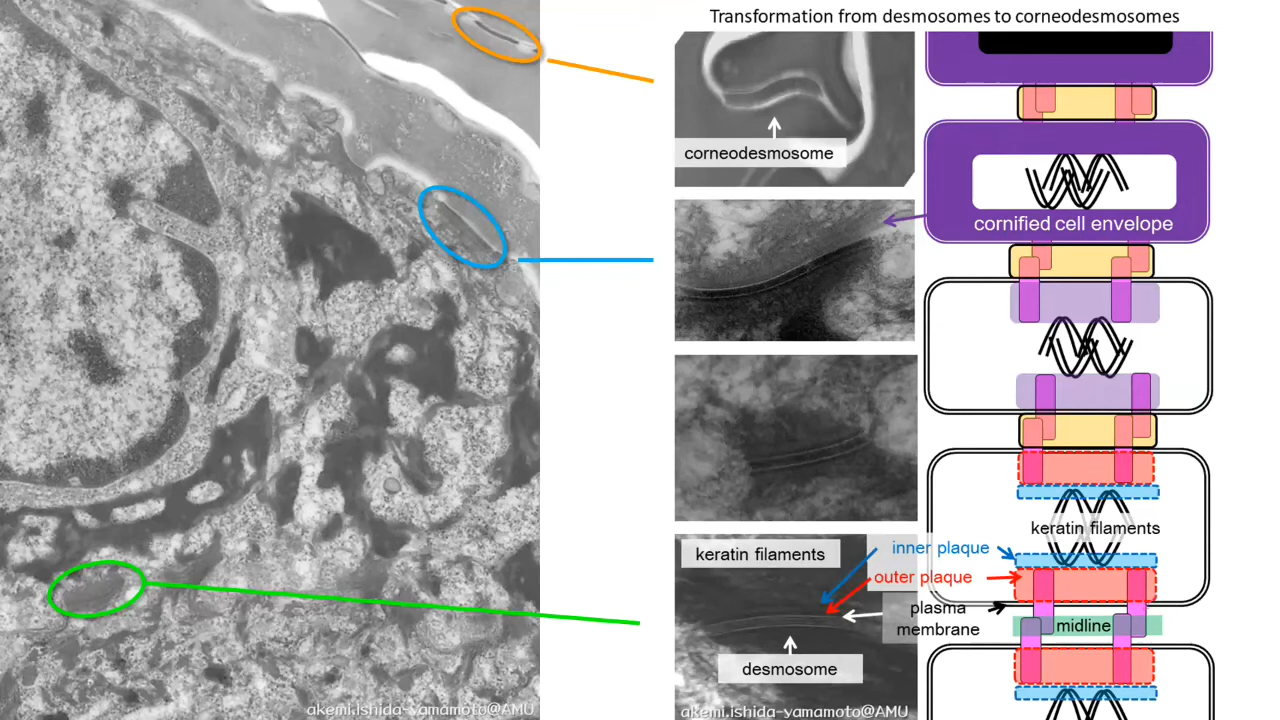 Transformation from desmosomes to corneodesmosomes
corneodesmosome
cornified cell envelope
keratin filaments
keratin filaments
inner plaque
outer plaque
plasma
membrane
midline
desmosome
akemi.ishida-yamamoto@AMU
akemi.ishida-yamamoto@AMU